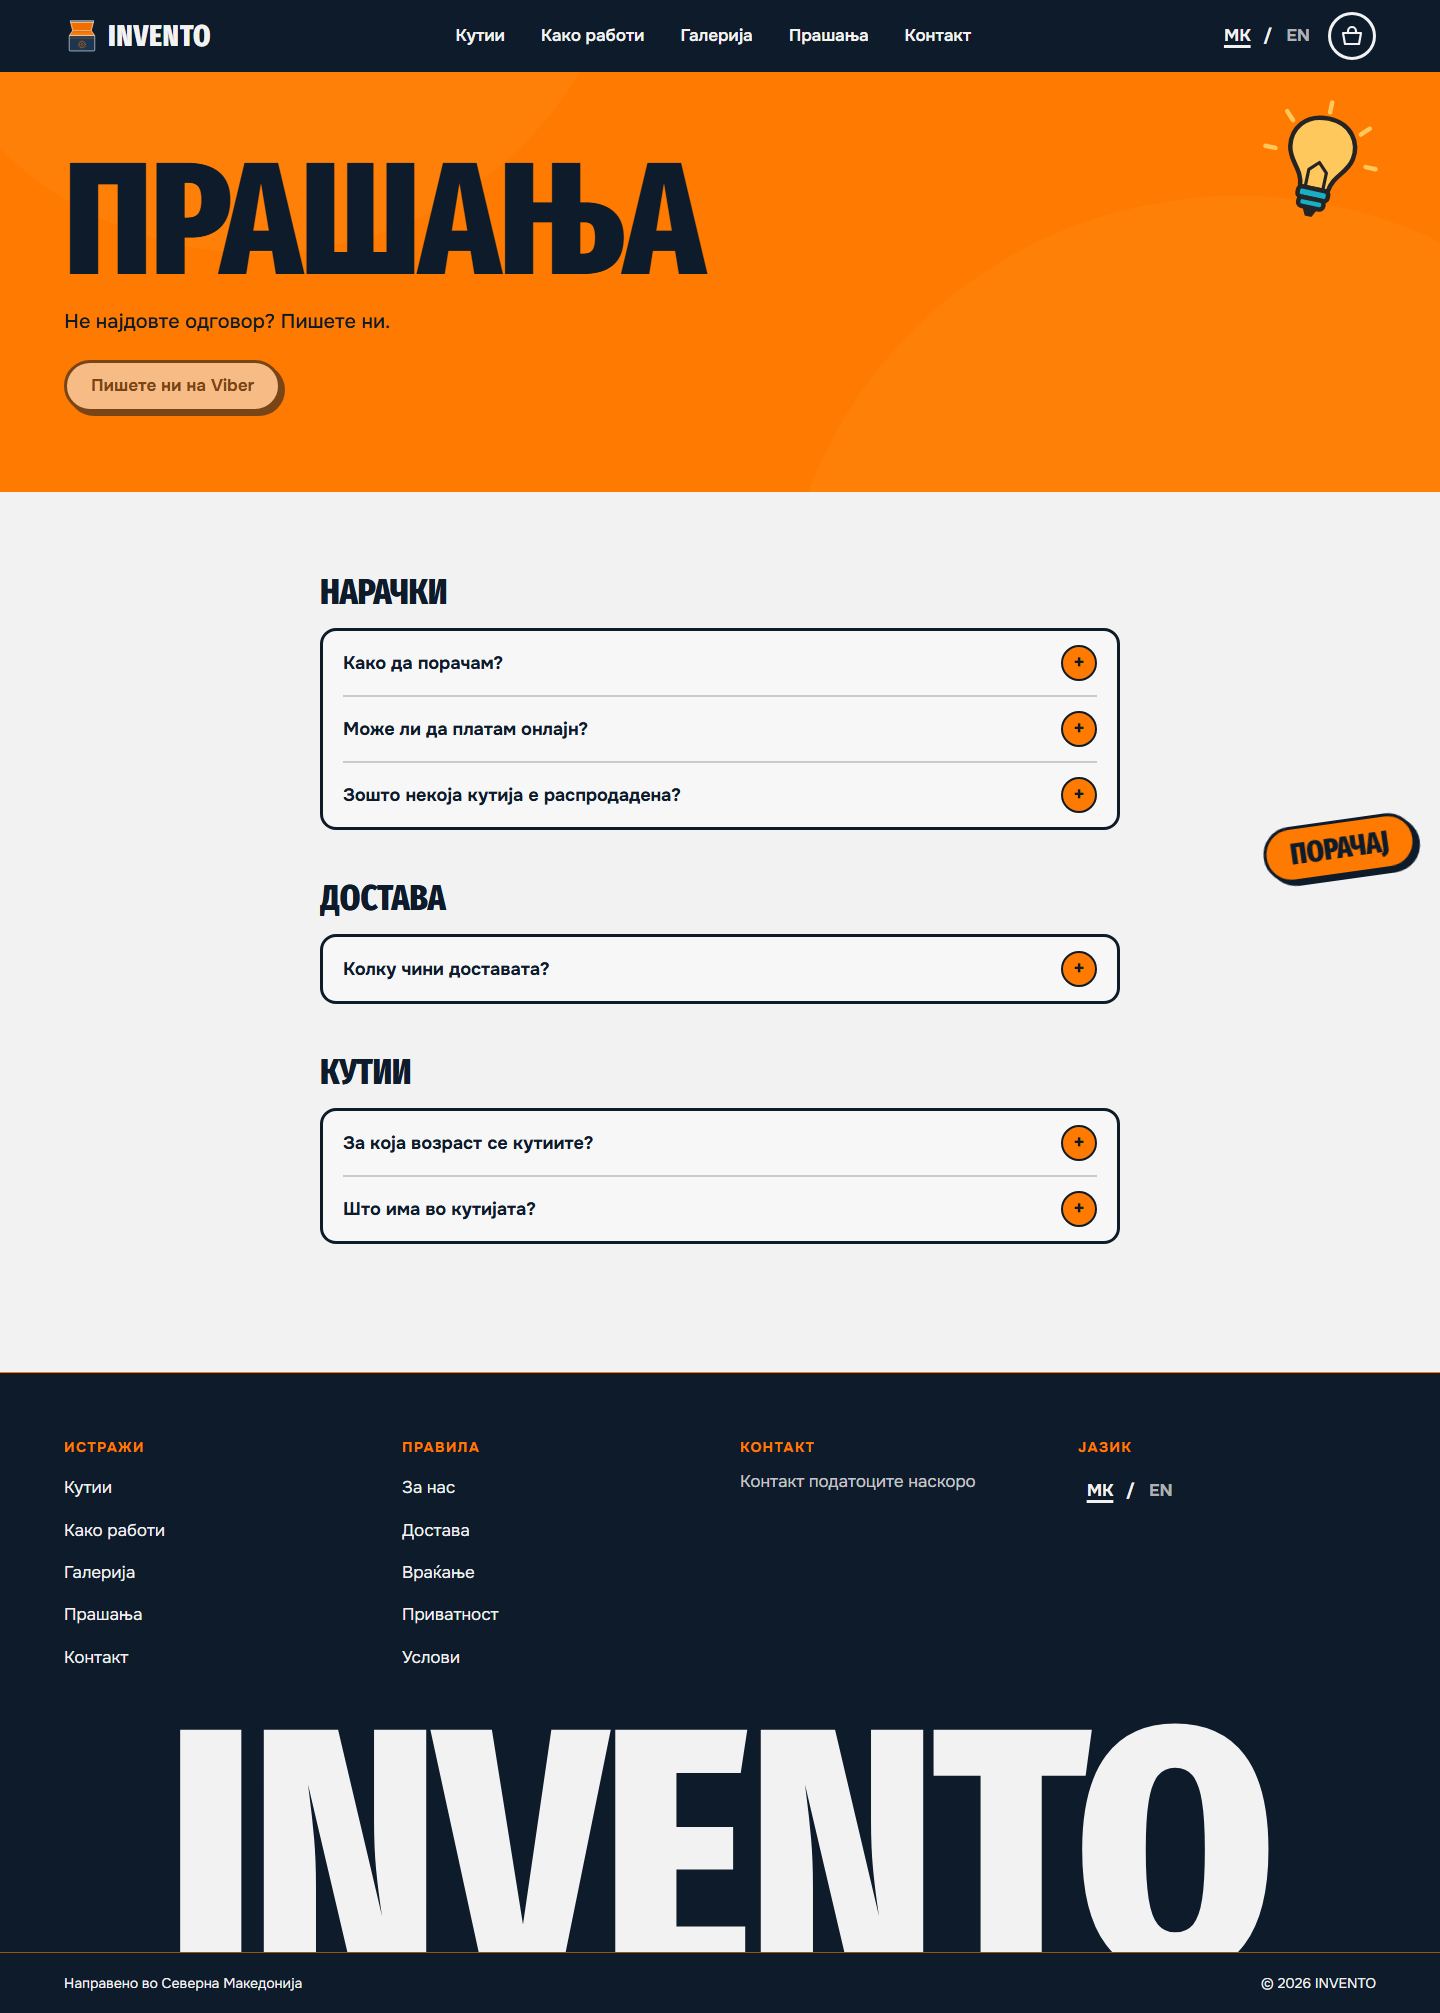 INVENTO
Кутии
Како работи
Галерија
Прашања
Контакт
MK / EN
ПРАШАЊА
Не најдовте одговор? Пишете ни.
Пишете ни на Viber
НАРАЧКИ
Како да порачам?
+
Може ли да платам онлајн?
+
Зошто некоја кутија е распродадена?
+
ПОРАЧАЈ
ДОСТАВА
Колку чини доставата?
+
КУТИИ
За која возраст се кутиите?
+
Што има во кутијата?
+
ИСТРАЖИ
Кутии
Како работи
Галерија
Прашања
Контакт
ПРАВИЛА
За нас
Достава
Враќање
Приватност
Услови
КОНТАКТ
Контакт податоците наскоро
ЈАЗИК
MK / EN
INVENTO
Направено во Северна Македонија
© 2026 INVENTO